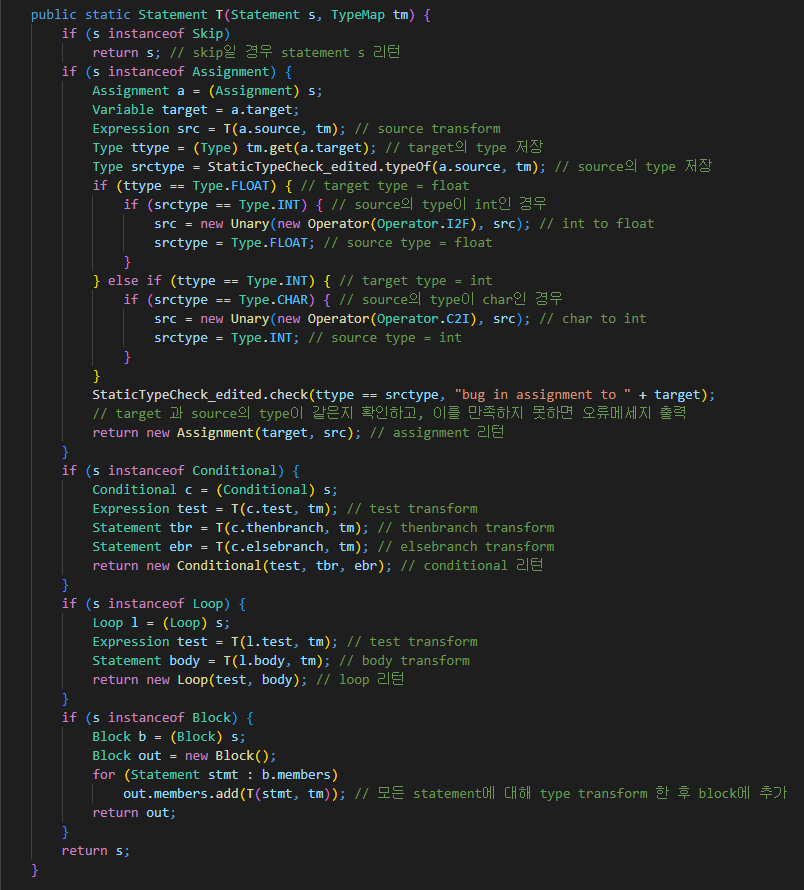 public static Statement T(Statement s, TypeMap tm) {
    if (s instanceof Skip)
        return s; // skip일 경우 statement s 리턴
    if (s instanceof Assignment) {
        Assignment a = (Assignment) s;
        Variable target = a.target;
        Expression src = T(a.source, tm); // source transform
        Type ttype = (Type) tm.get(a.target); // target의 type 저장
        Type srctype = StaticTypeCheck_edited.typeOf(a.source, tm); // source의 type 저장
        if (ttype == Type.FLOAT) { // target type = float
            if (srctype == Type.INT) { // source의 type이 int인 경우
                src = new Unary(new Operator(Operator.I2F), src); // int to float
                srctype = Type.FLOAT; // source type = float
            }
        } else if (ttype == Type.INT) { // target type = int
            if (srctype == Type.CHAR) { // source의 type이 char인 경우
                src = new Unary(new Operator(Operator.C2I), src); // char to int
                srctype = Type.INT; // source type = int
            }
        }
        StaticTypeCheck_edited.check(ttype == srctype, "bug in assignment to " + target);
        // target 과 source의 type이 같은지 확인하고, 이를 만족하지 못하면 오류메세지 출력
        return new Assignment(target, src); // assignment 리턴
    }
    if (s instanceof Conditional) {
        Conditional c = (Conditional) s;
        Expression test = T(c.test, tm); // test transform
        Statement tbr = T(c.thenbranch, tm); // thenbranch transform
        Statement ebr = T(c.elsebranch, tm); // elsebranch transform
        return new Conditional(test, tbr, ebr); // conditional 리턴
    }
    if (s instanceof Loop) {
        Loop l = (Loop) s;
        Expression test = T(l.test, tm); // test transform
        Statement body = T(l.body, tm); // body transform
        return new Loop(test, body); // loop 리턴
    }
    if (s instanceof Block) {
        Block b = (Block) s;
        Block out = new Block();
        for (Statement stmt : b.members)
            out.members.add(T(stmt, tm)); // 모든 statement에 대해 type transform 한 후 block에 추가
        return out;
    }
    return s;
}